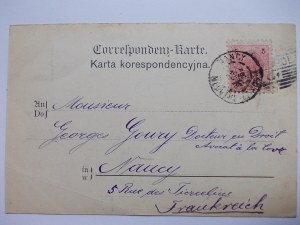 Correspondenz-Karte.
Karta korespondencyjna.
An
Do
Monsieur
Georges Goury Docteur en Droit
Avocat à la Cour
in
w
Nancy
5 Rue des Tiercelins
Frankreich
5